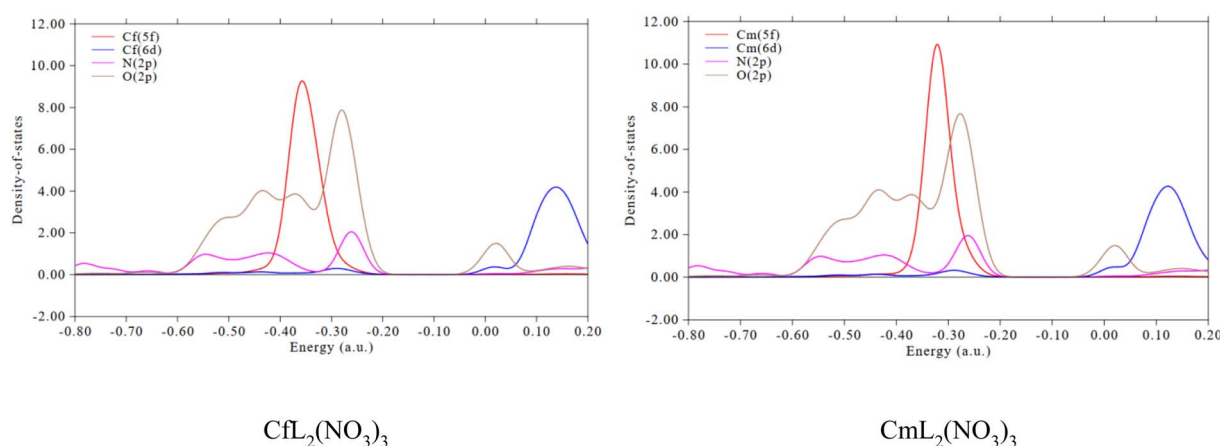 12.00
10.00
8.00
6.00
4.00
2.00
0.00
-2.00
Density-of-states
Cf(5f)
Cf(6d)
N(2p)
O(2p)
-0.80 -0.70 -0.60 -0.50 -0.40 -0.30 -0.20 -0.10 0.00 0.10 0.20
Energy (a.u.)
CfL₂(NO₃)₃
12.00
10.00
8.00
6.00
4.00
2.00
0.00
-2.00
Density-of-states
Cm(5f)
Cm(6d)
N(2p)
O(2p)
-0.80 -0.70 -0.60 -0.50 -0.40 -0.30 -0.20 -0.10 0.00 0.10 0.20
Energy (a.u.)
CmL₂(NO₃)₃